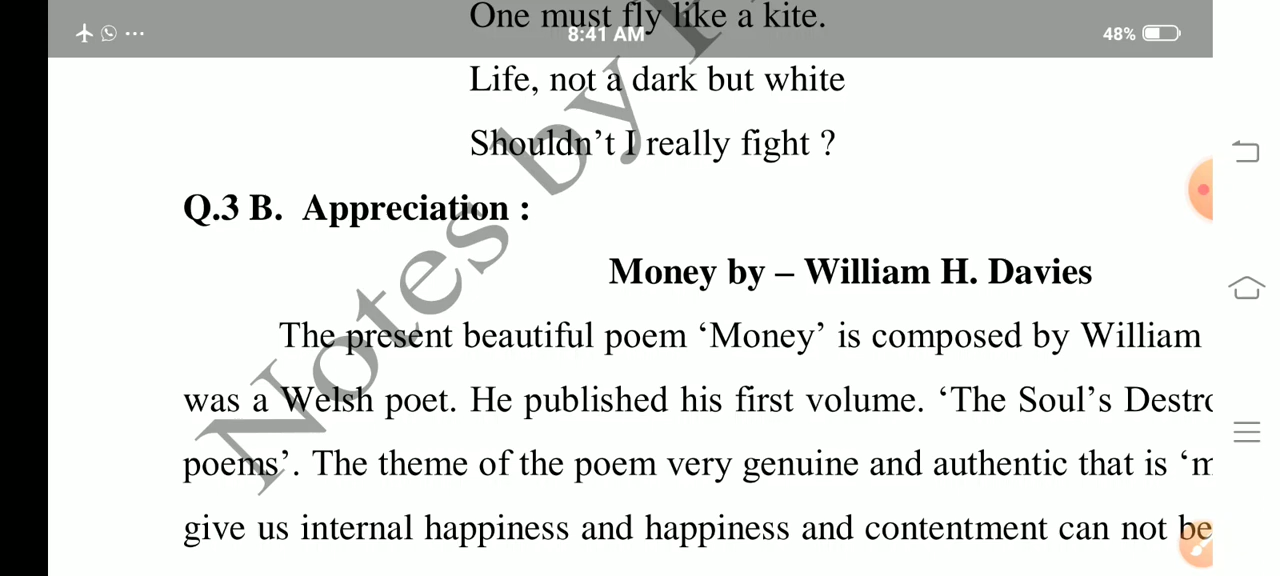 One must fly like a kite.
8:41 AM
48%
Life, not a dark but white
Shouldn't I really fight ?
Q.3 B. Appreciation :
Money by – William H. Davies
The present beautiful poem ‘Money’ is composed by William
was a Welsh poet. He published his first volume. ‘The Soul’s
poems’. The theme of the poem very genuine and authentic that is
give us internal happiness and happiness and contentment can not be
Notes by